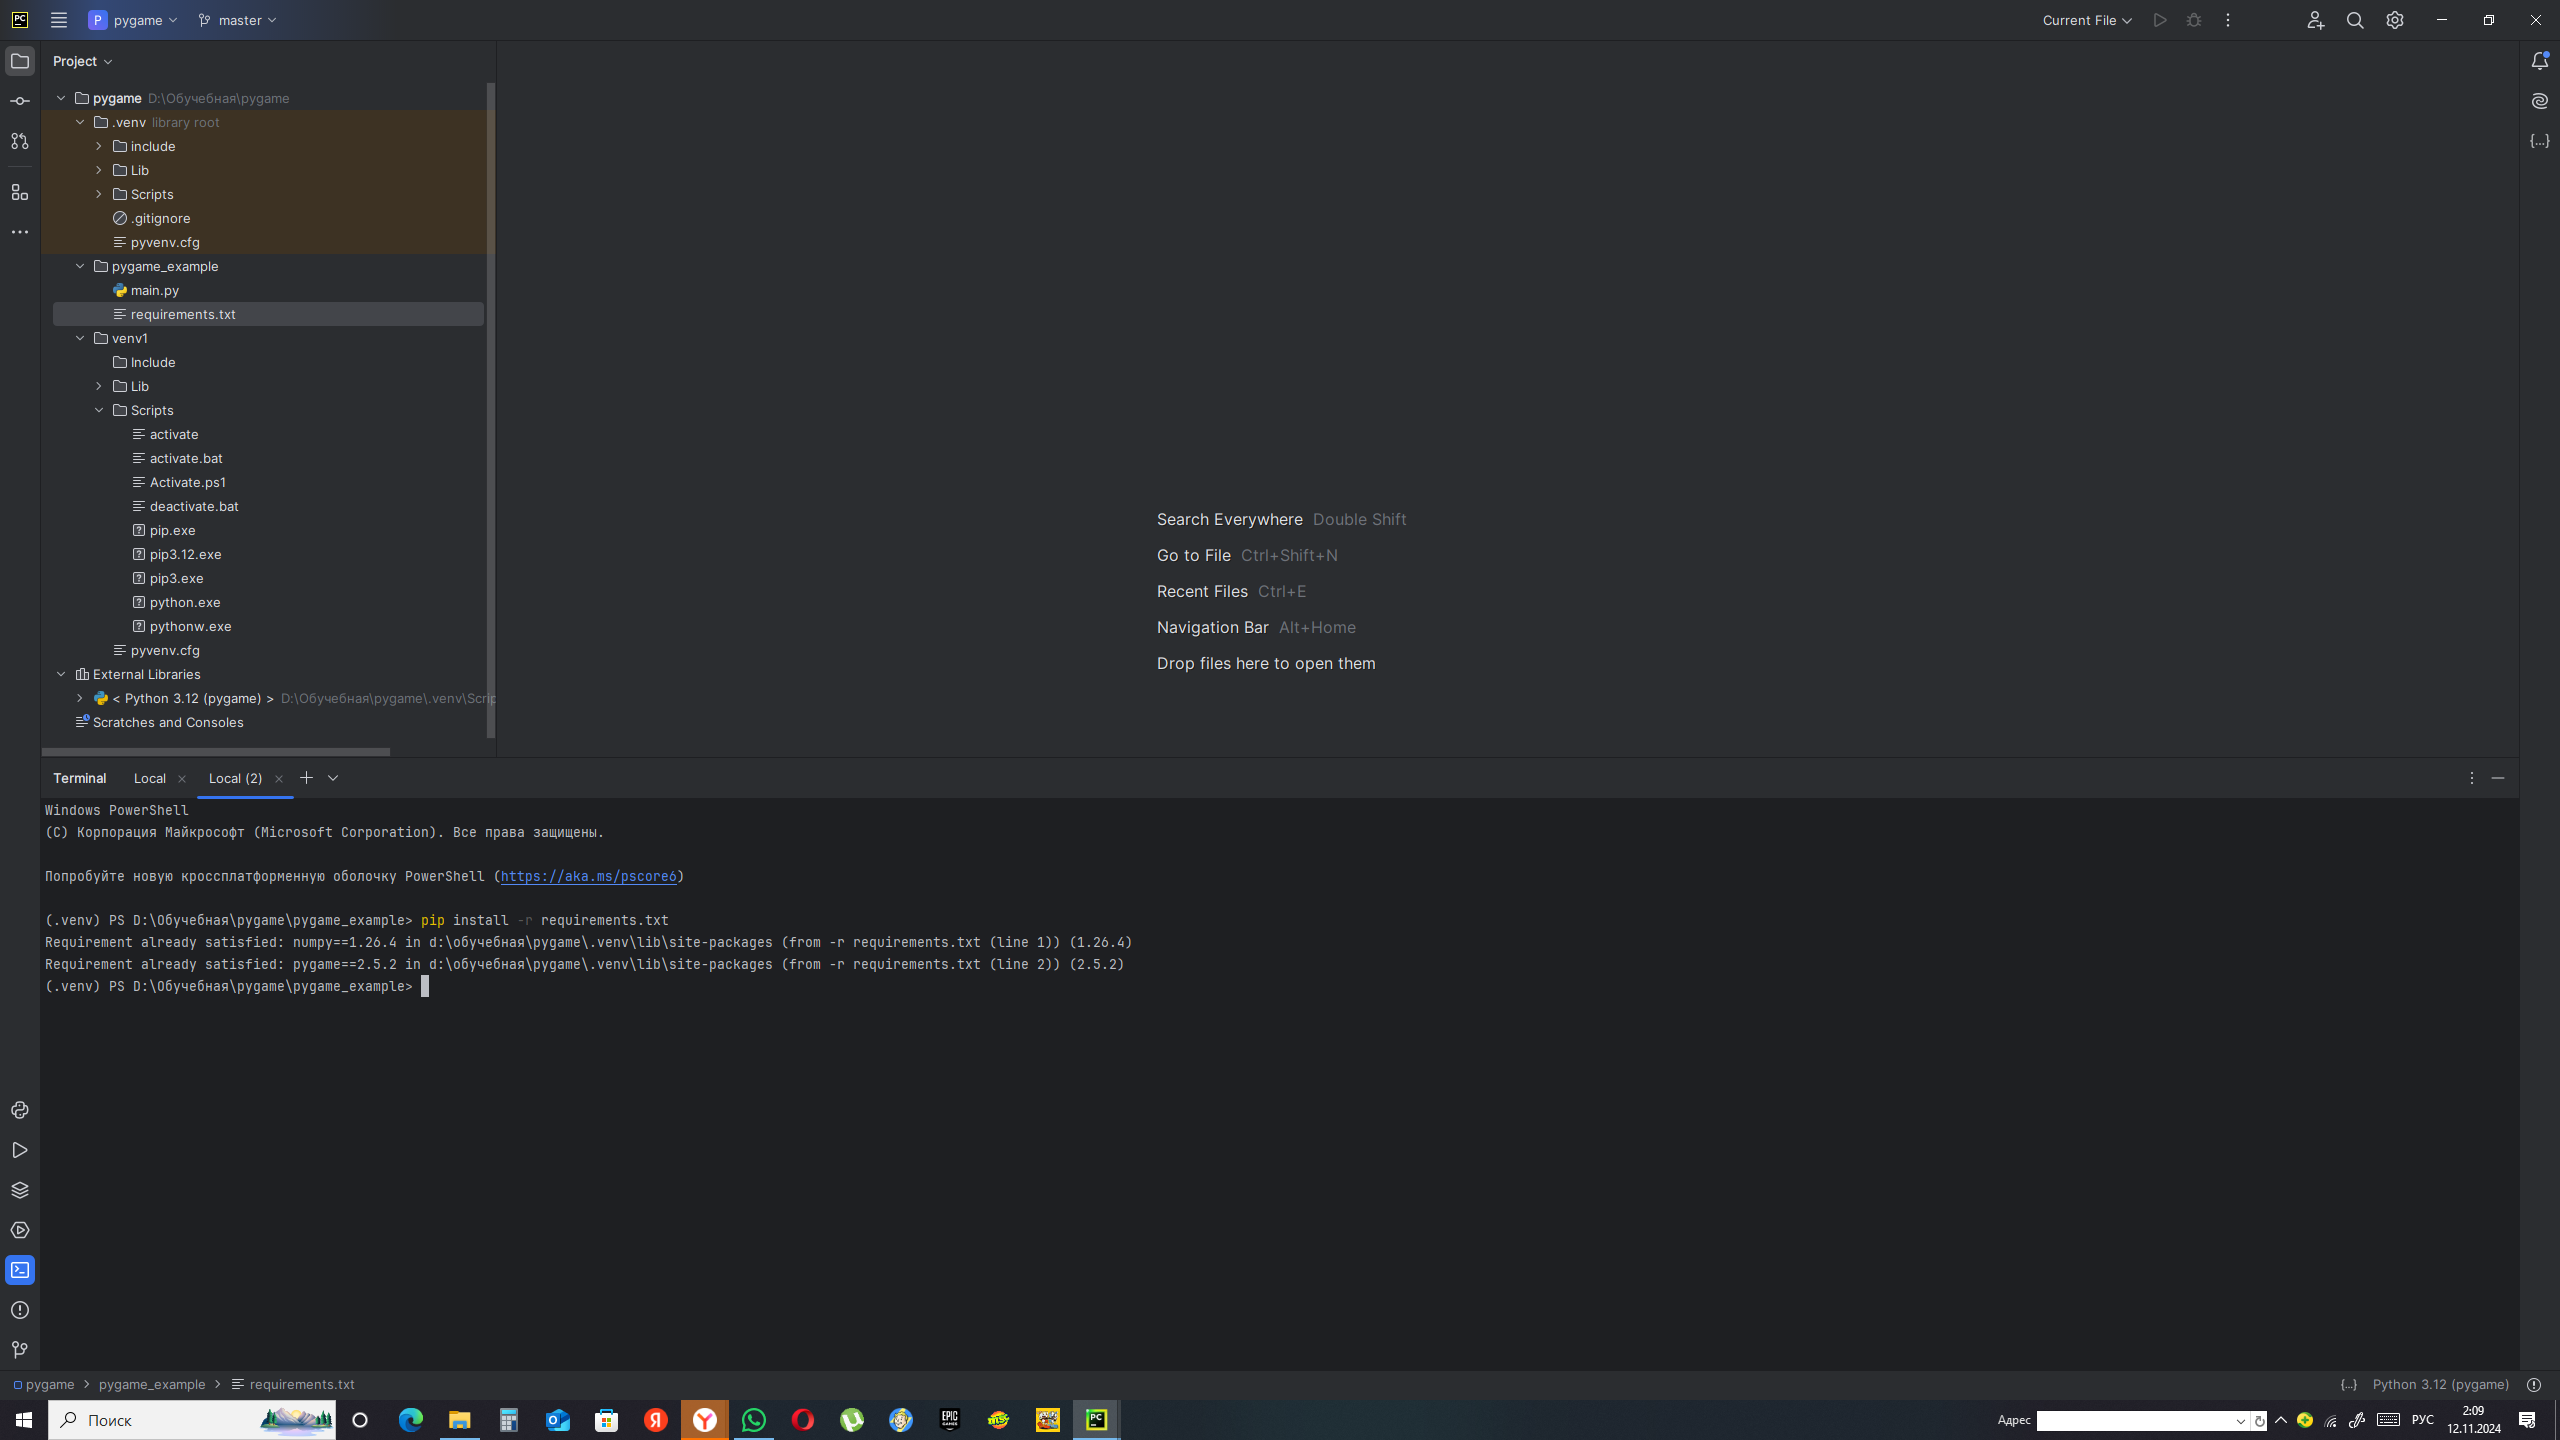 pygame
master
Current File
Project
pygame D:\Обучебная\pygame
.venv library root
include
Lib
Scripts
.gitignore
pyvenv.cfg
pygame_example
main.py
requirements.txt
venv1
Include
Lib
Scripts
activate
activate.bat
Activate.ps1
deactivate.bat
pip.exe
pip3.12.exe
pip3.exe
python.exe
pythonw.exe
pyvenv.cfg
External Libraries
< Python 3.12 (pygame) > D:\Обучебная\pygame\.venv\Scrip
Scratches and Consoles
Search Everywhere Double Shift
Go to File Ctrl+Shift+N
Recent Files Ctrl+E
Navigation Bar Alt+Home
Drop files here to open them
Terminal Local Local (2)
Windows PowerShell
(C) Корпорация Майкрософт (Microsoft Corporation). Все права защищены.
Попробуйте новую кроссплатформенную оболочку PowerShell (https://aka.ms/pscore6)
(.venv) PS D:\Обучебная\pygame\pygame_example> pip install -r requirements.txt
Requirement already satisfied: numpy==1.26.4 in d:\обучебная\pygame\.venv\lib\site-packages (from -r requirements.txt (line 1)) (1.26.4)
Requirement already satisfied: pygame==2.5.2 in d:\обучебная\pygame\.venv\lib\site-packages (from -r requirements.txt (line 2)) (2.5.2)
(.venv) PS D:\Обучебная\pygame\pygame_example>
pygame > pygame_example > requirements.txt
{...} Python 3.12 (pygame)
Поиск
Адрес
РУС
2:09
12.11.2024